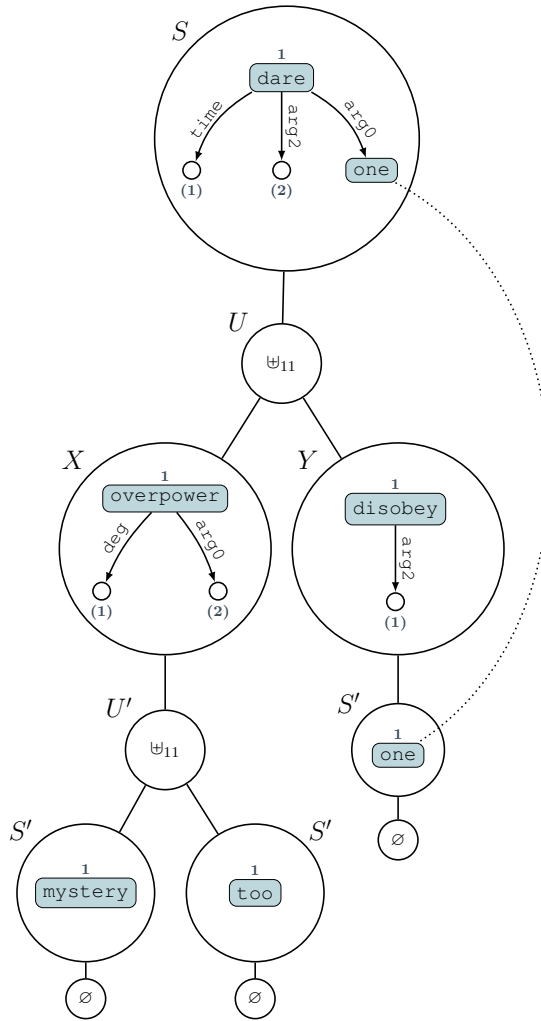 S
1
dare
time
arg2
arg0
one
(1)
(2)
U
⊎₁₁
X
1
overpower
deg
arg0
(1)
(2)
Y
1
disobey
arg2
(1)
U'
⊎₁₁
S'
1
one
∅
S'
1
mystery
∅
S'
1
too
∅